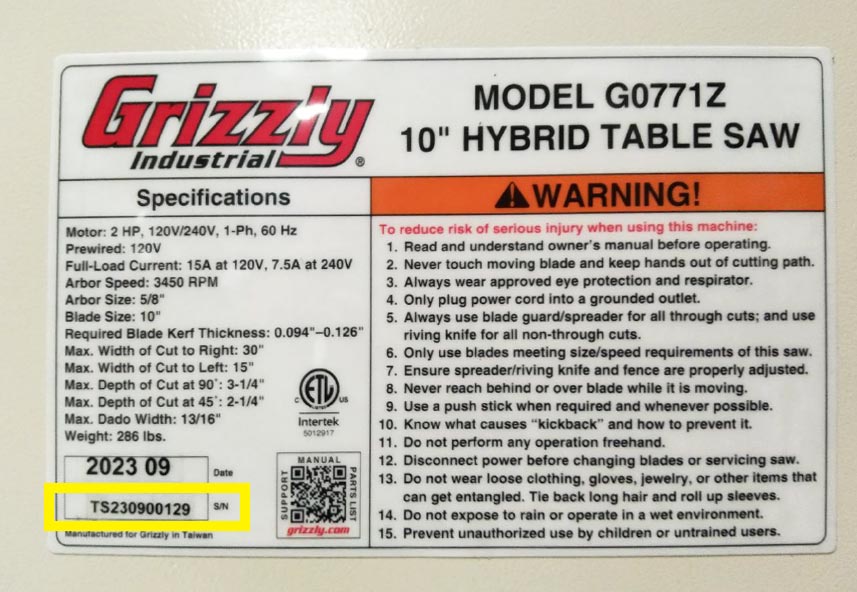 Grizzly
Industrial®
MODEL G0771Z
10" HYBRID TABLE SAW
Specifications
Motor: 2 HP, 120V/240V, 1-Ph, 60 Hz
Prewired: 120V
Full-Load Current: 15A at 120V, 7.5A at 240V
Arbor Speed: 3450 RPM
Arbor Size: 5/8"
Blade Size: 10"
Required Blade Kerf Thickness: 0.094"–0.126"
Max. Width of Cut to Right: 30"
Max. Width of Cut to Left: 15"
Max. Depth of Cut at 90˚: 3-1/4"
Max. Depth of Cut at 45˚: 2-1/4"
Max. Dado Width: 13/16"
Weight: 286 lbs.
C ETL US
Intertek
5012917
2023 09 Date
TS230900129 S/N
Manufactured for Grizzly in Taiwan
MANUAL
SUPPORT
PARTS LIST
grizzly.com
WARNING!
To reduce risk of serious injury when using this machine:
1. Read and understand owner's manual before operating.
2. Never touch moving blade and keep hands out of cutting path.
3. Always wear approved eye protection and respirator.
4. Only plug power cord into a grounded outlet.
5. Always use blade guard/spreader for all through cuts; and use
riving knife for all non-through cuts.
6. Only use blades meeting size/speed requirements of this saw.
7. Ensure spreader/riving knife and fence are properly adjusted.
8. Never reach behind or over blade while it is moving.
9. Use a push stick when required and whenever possible.
10. Know what causes "kickback" and how to prevent it.
11. Do not perform any operation freehand.
12. Disconnect power before changing blades or servicing saw.
13. Do not wear loose clothing, gloves, jewelry, or other items that
can get entangled. Tie back long hair and roll up sleeves.
14. Do not expose to rain or operate in a wet environment.
15. Prevent unauthorized use by children or untrained users.